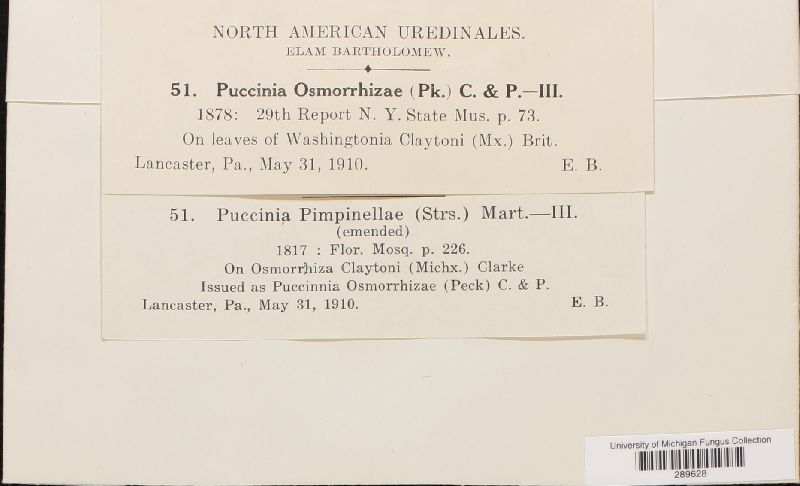 NORTH AMERICAN UREDINALES.
ELAM BARTHOLOMEW.
51. Puccinia Osmorrhizae (Pk.) C. & P.—III.
1878: 29th Report N. Y. State Mus. p. 73.
On leaves of Washingtonia Claytoni (Mx.) Brit.
Lancaster, Pa., May 31, 1910. E. B.
51. Puccinia Pimpinellae (Strs.) Mart.—III.
(emended)
1817 : Flor. Mosq. p. 226.
On Osmorrhiza Claytoni (Michx.) Clarke
Issued as Puccinnia Osmorrhizae (Peck) C. & P.
Lancaster, Pa., May 31, 1910. E. B.
University of Michigan Fungus Collection
289628